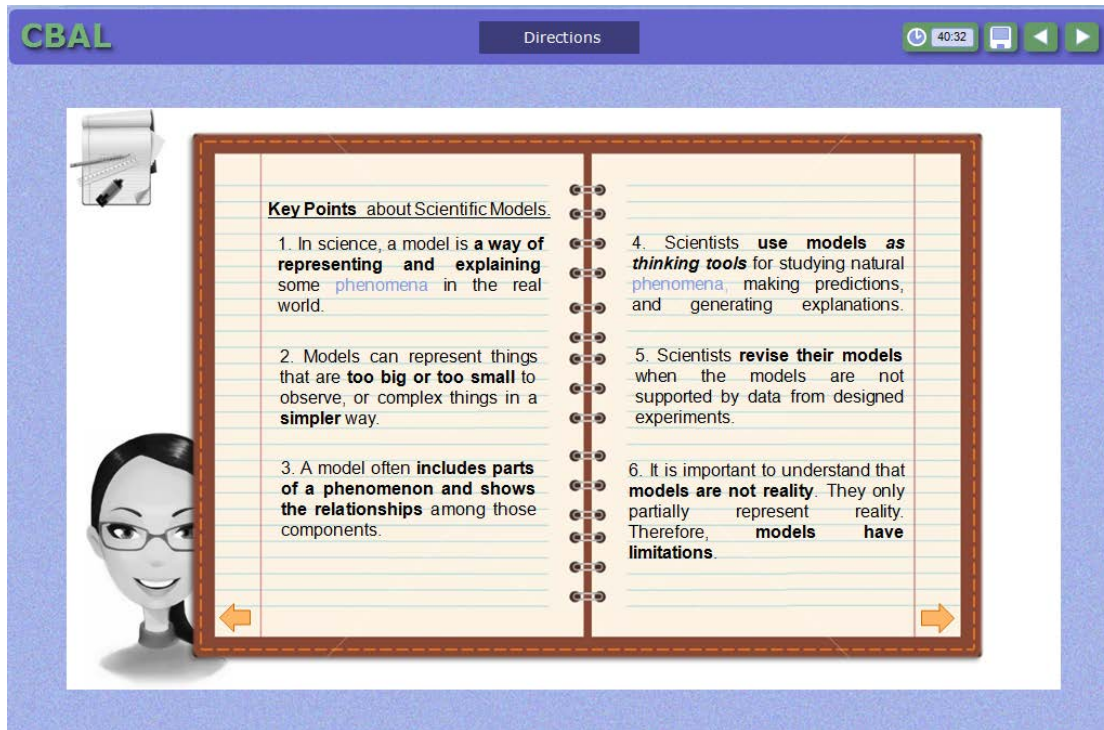 CBAL
Directions
40:32
Key Points about Scientific Models.
1. In science, a model is a way of
representing and explaining
some phenomena in the real
world.
2. Models can represent things
that are too big or too small to
observe, or complex things in a
simpler way.
3. A model often includes parts
of a phenomenon and shows
the relationships among those
components.
4. Scientists use models as
thinking tools for studying natural
phenomena, making predictions,
and generating explanations.
5. Scientists revise their models
when the models are not
supported by data from designed
experiments.
6. It is important to understand that
models are not reality. They only
partially represent reality.
Therefore, models have
limitations.